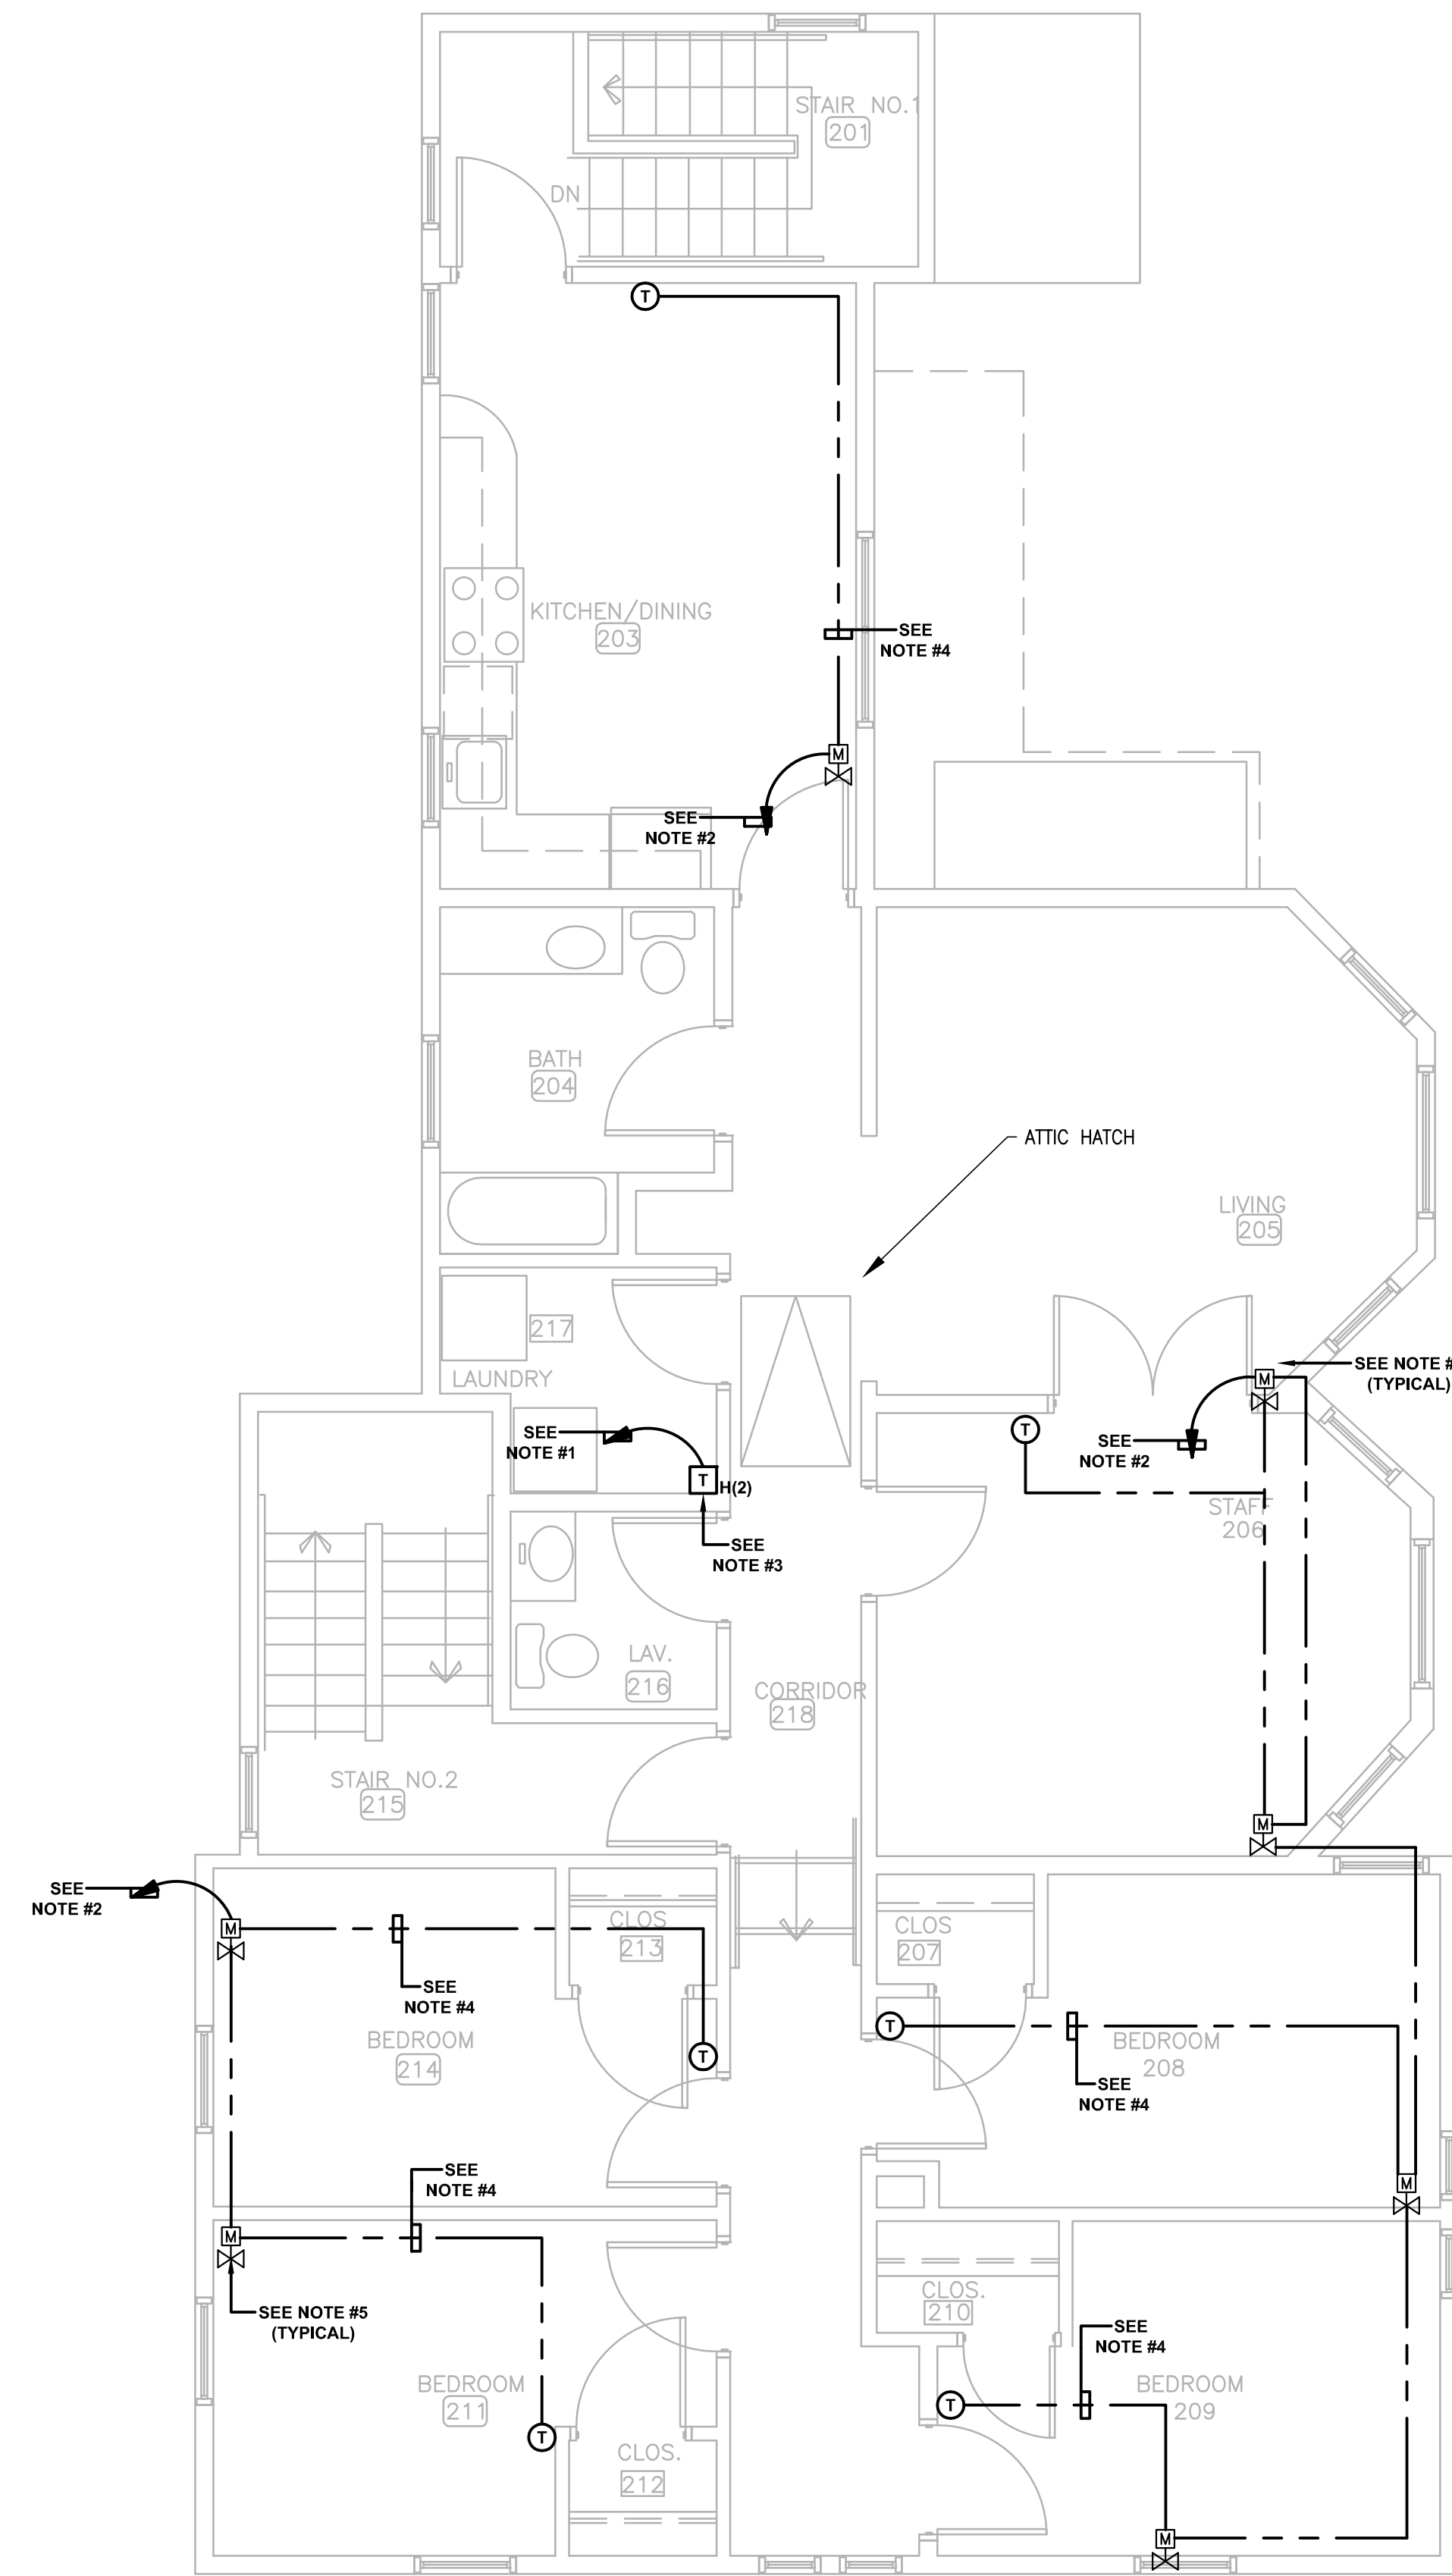 STAIR NO.1
201
DN
T
KITCHEN/DINING
203
SEE
NOTE #4
M
SEE
NOTE #2
BATH
204
ATTIC HATCH
LIVING
205
217
LAUNDRY
SEE NOTE #
(TYPICAL)
M
T
SEE
NOTE #1
SEE
NOTE #2
T
H(2)
STAFF
206
SEE
NOTE #3
LAV.
216
CORRIDOR
218
STAIR NO.2
215
M
SEE
NOTE #2
M
CLOS
213
CLOS
207
SEE
NOTE #4
T
BEDROOM
214
T
BEDROOM
208
SEE
NOTE #4
SEE
NOTE #4
M
M
SEE NOTE #5
(TYPICAL)
CLOS.
210
SEE
NOTE #4
BEDROOM
211
T
BEDROOM
209
T
CLOS.
212
M